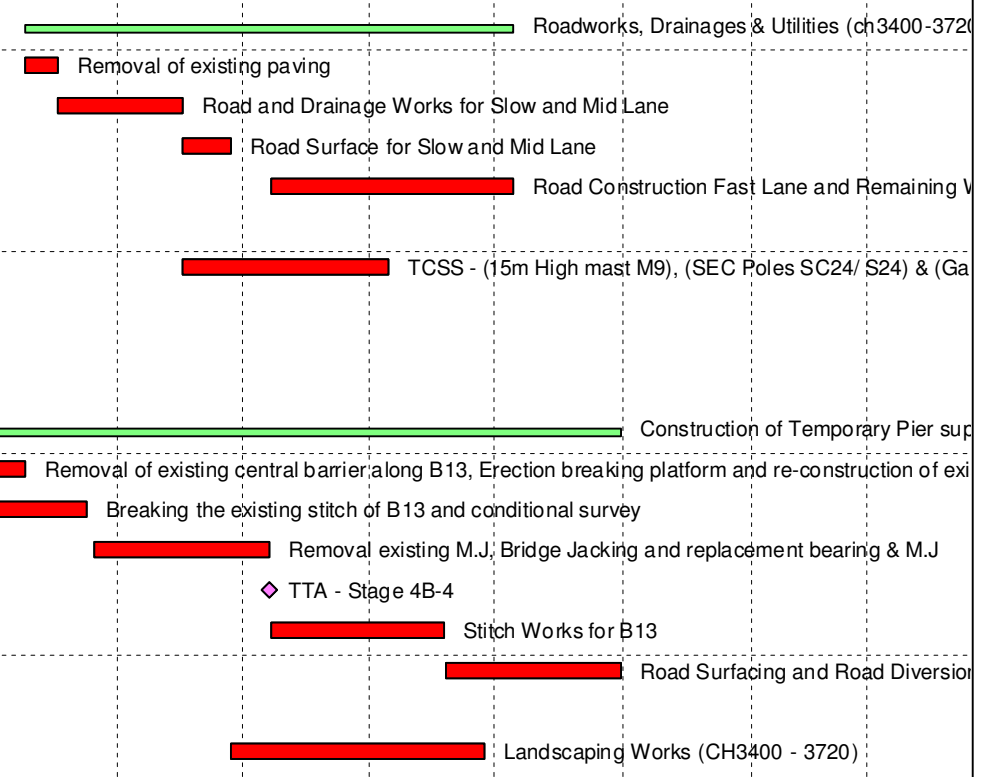 Roadworks, Drainages & Utilities (ch3400-3720
Removal of existing paving
Road and Drainage Works for Slow and Mid Lane
Road Surface for Slow and Mid Lane
Road Construction Fast Lane and Remaining
TCSS - (15m High mast M9), (SEC Poles SC24/ S24) & (Ga
Construction of Temporary Pier sup
Removal of existing central barrier along B13, Erection breaking platform and re-construction of exi
Breaking the existing stitch of B13 and conditional survey
Removal existing M.J, Bridge Jacking and replacement bearing & M.J
TTA - Stage 4B-4
Stitch Works for B13
Road Surfacing and Road Diversion
Landscaping Works (CH3400 - 3720)